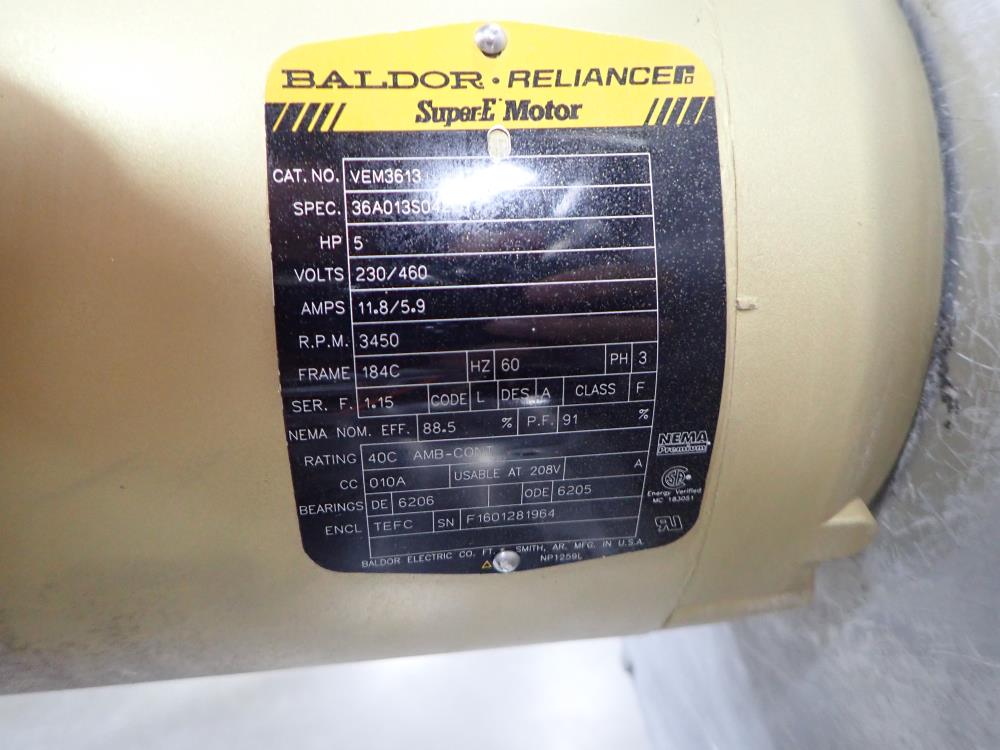 BALDOR • RELIANCE
Super-E Motor
CAT. NO. VEM3613
SPEC.
HP 5
VOLTS 230/460
AMPS 11.8/5.9
R.P.M. 3450
FRAME 184C HZ 60 PH 3
SER. F. 1.15 CODE L DES A CLASS F
NEMA NOM. EFF. 88.5 % P.F. 91 %
RATING 40C AMB-CONT
CC 010A USABLE AT 208V A
BEARINGS DE 6206 ODE 6205
ENCL TEFC SN F1601281964
NEMA
Premium
Energy Verified
MC 183051
BALDOR ELECTRIC CO. FT. SMITH, AR. MFG. IN U.S.A.
NP1259L